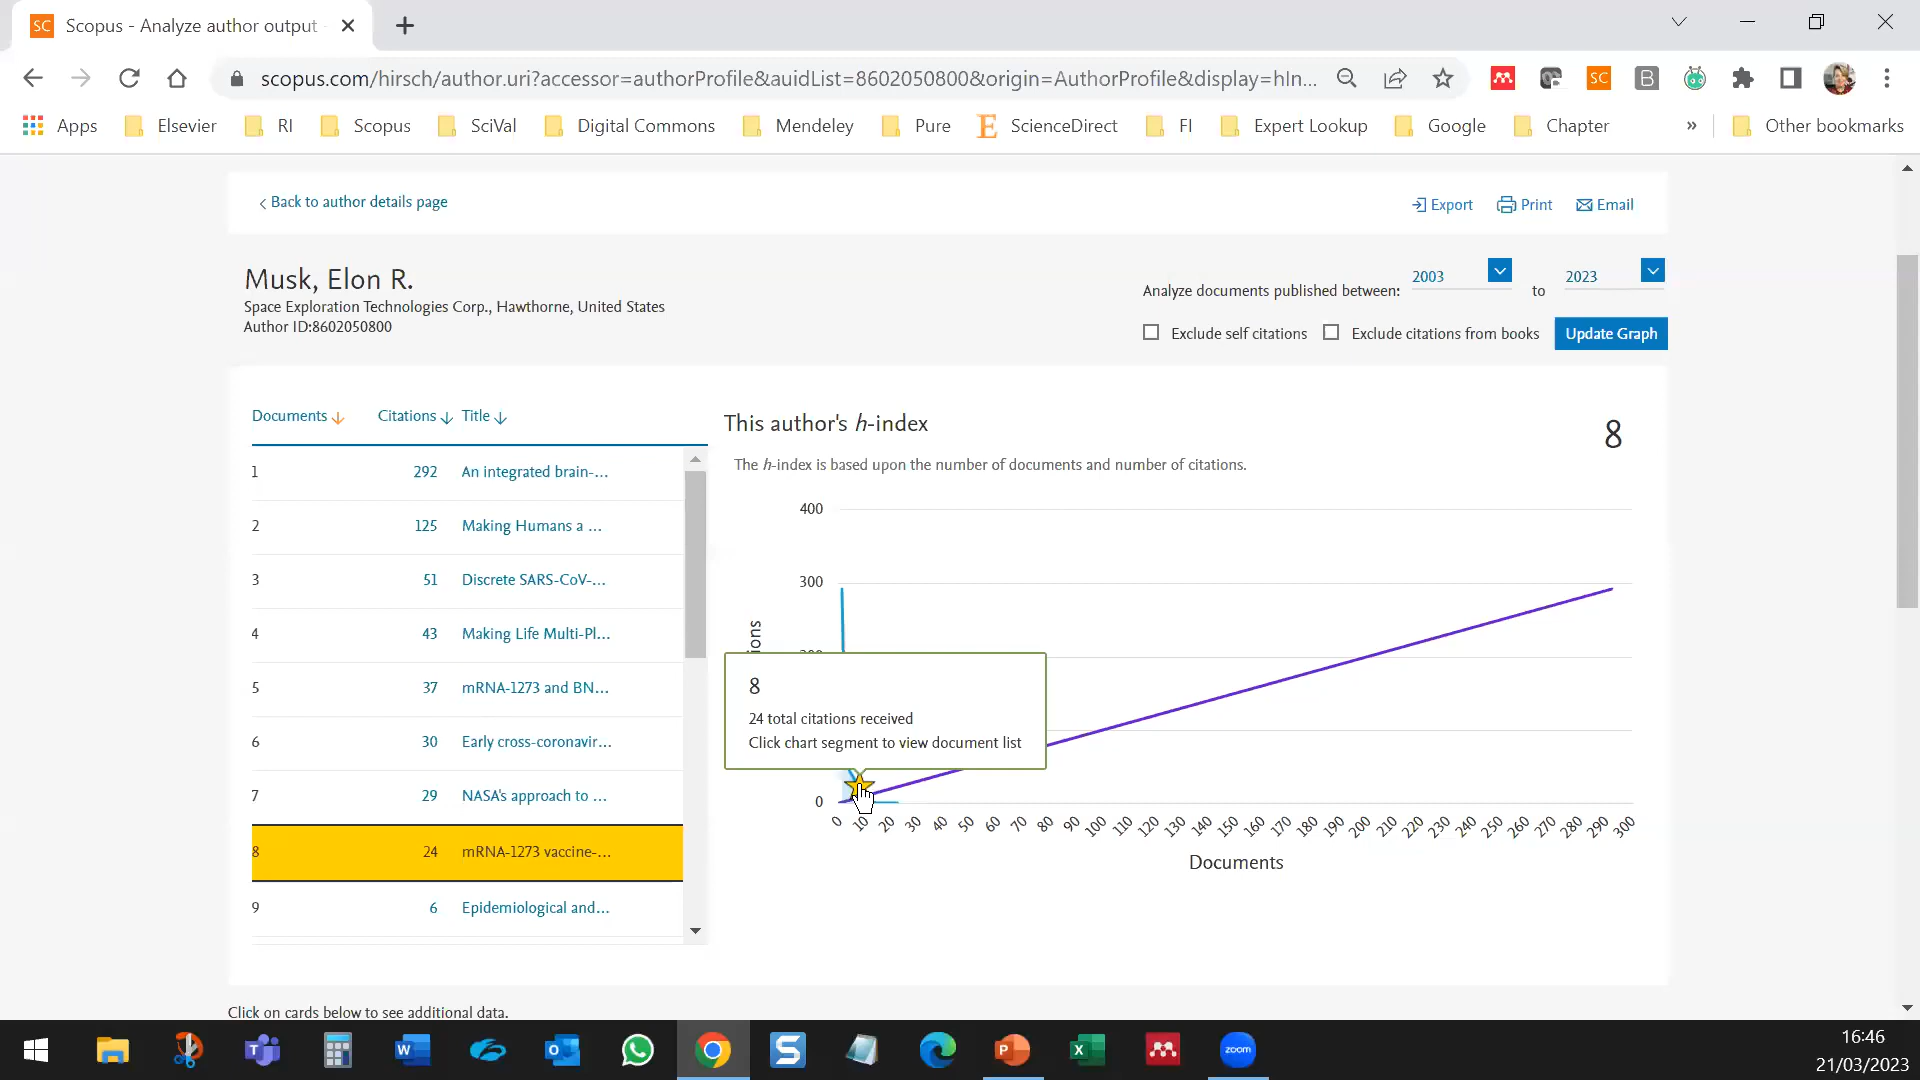 SC Scopus - Analyze author output
scopus.com/hirsch/author.uri?accessor=authorProfile&auidList=8602050800&origin=AuthorProfile&display=hIn...
Apps Elsevier RI Scopus SciVal Digital Commons Mendeley Pure ScienceDirect FI Expert Lookup Google Chapter » Other bookmarks
Back to author details page
Export Print Email
Musk, Elon R.
Space Exploration Technologies Corp., Hawthorne, United States
Author ID:8602050800
Analyze documents published between: 2003 to 2023
Exclude self citations Exclude citations from books Update Graph
Documents Citations Title
1 292 An integrated brain-...
2 125 Making Humans a ...
3 51 Discrete SARS-CoV-...
4 43 Making Life Multi-Pl...
5 37 mRNA-1273 and BN...
6 30 Early cross-coronavir...
7 29 NASA's approach to ...
8 24 mRNA-1273 vaccine-...
9 6 Epidemiological and...
This author's h-index 8
The h-index is based upon the number of documents and number of citations.
400
300
8
24 total citations received
Click chart segment to view document list
0
0 10 20 30 40 50 60 70 80 90 100 110 120 130 140 150 160 170 180 190 200 210 220 230 240 250 260 270 280 290 300
Documents
Click on cards below to see additional data.
zoom
16:46
21/03/2023